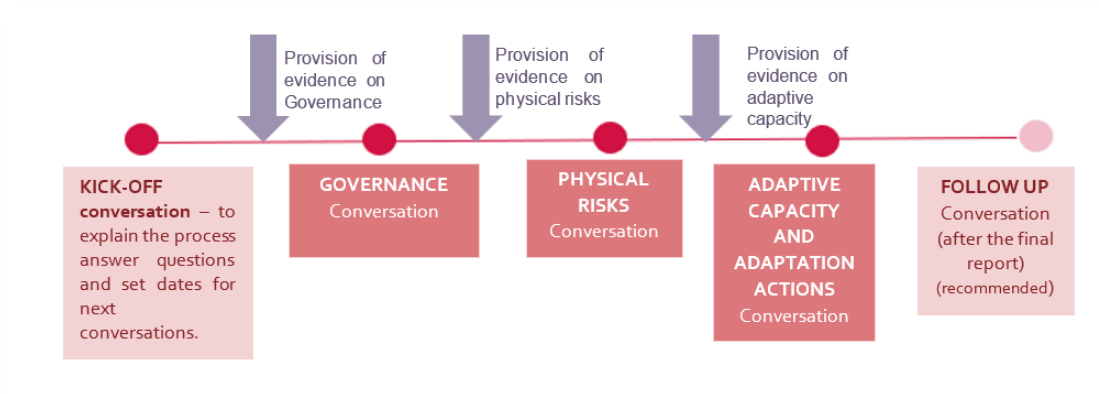 Provision of
evidence on
Governance
Provision of
evidence on
physical risks
Provision of
evidence on
adaptive
capacity
KICK-OFF
conversation – to
explain the process
answer questions
and set dates for
next
conversations.
GOVERNANCE
Conversation
PHYSICAL
RISKS
Conversation
ADAPTIVE
CAPACITY
AND
ADAPTATION
ACTIONS
Conversation
FOLLOW UP
Conversation
(after the final
report)
(recommended)